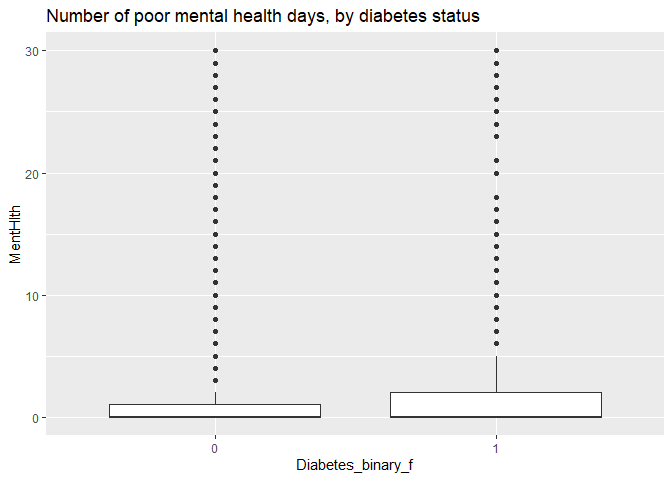 Number of poor mental health days, by diabetes status
30
20
10
0
MentHlth
0
1
Diabetes_binary_f